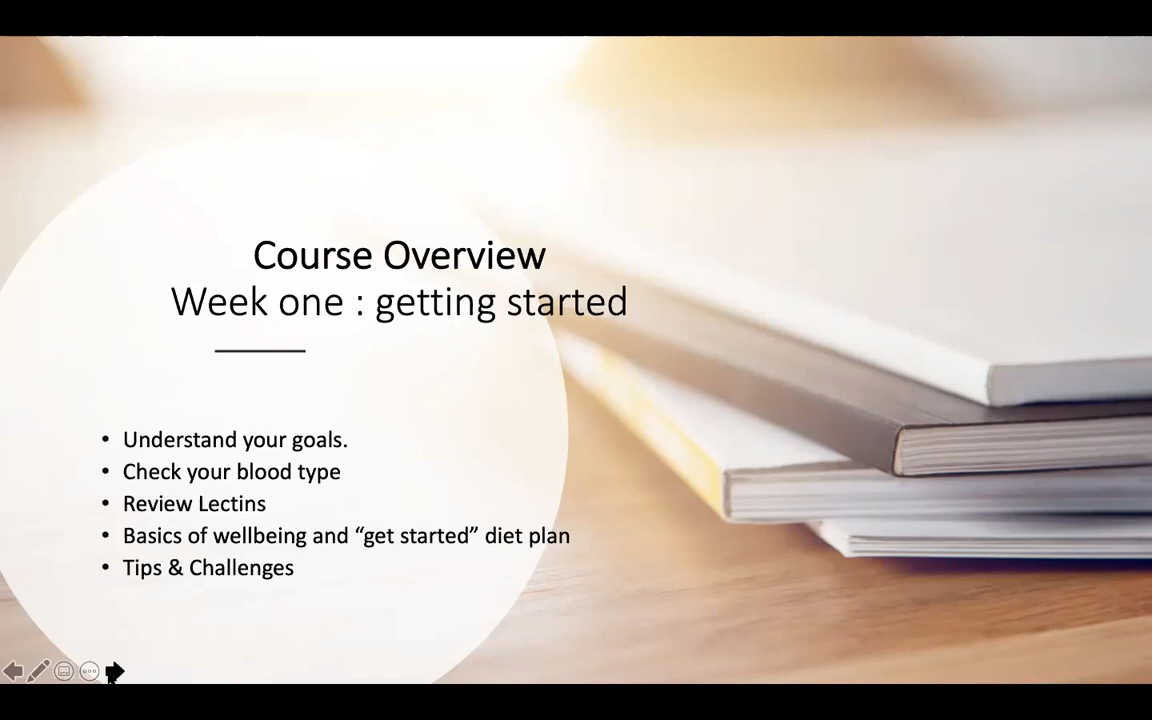 Course Overview
Week one : getting started
• Understand your goals.
• Check your blood type
• Review Lectins
• Basics of wellbeing and “get started” diet plan
• Tips & Challenges